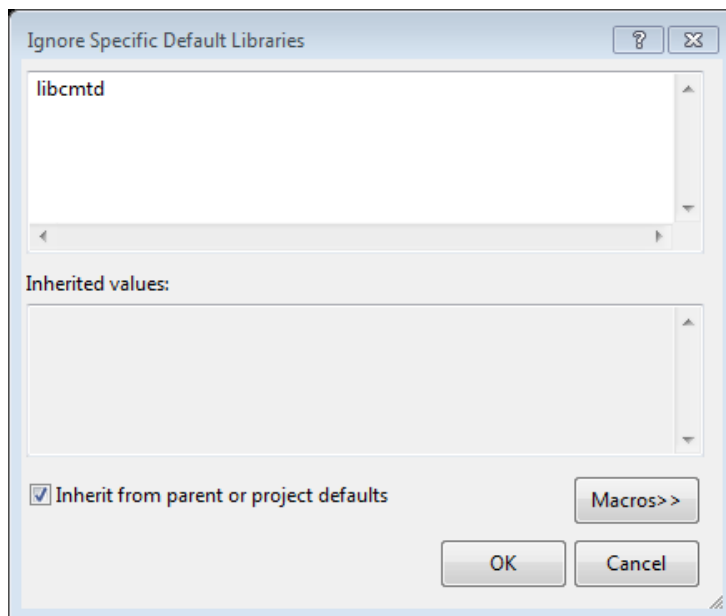 Ignore Specific Default Libraries
libcmtd
Inherited values:
Inherit from parent or project defaults
Macros>>
OK
Cancel